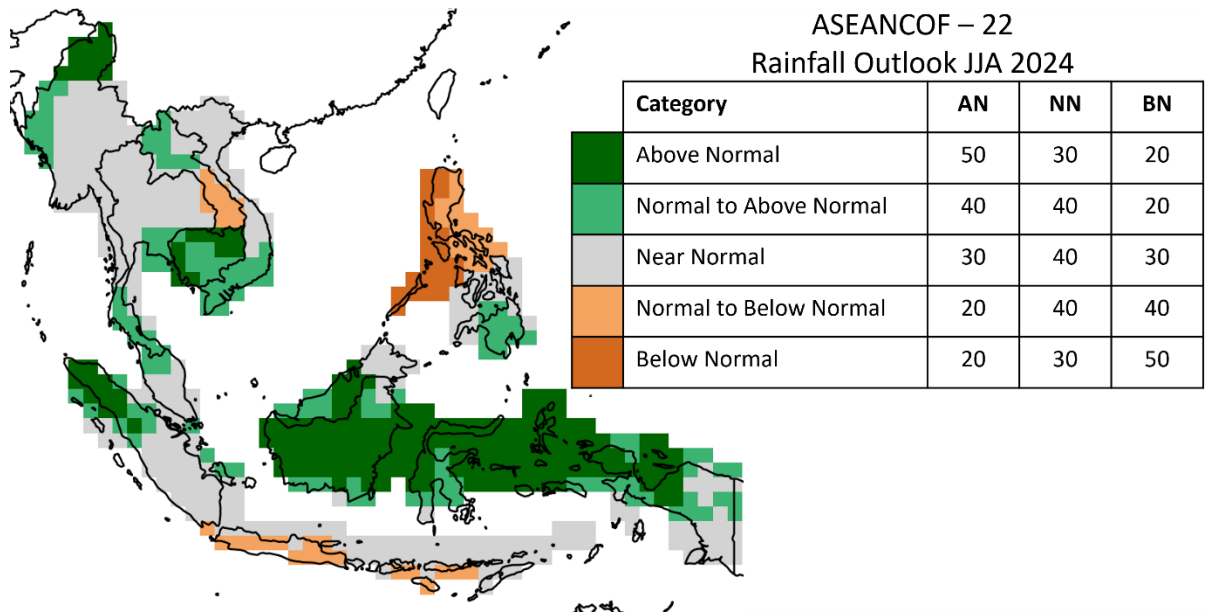 ASEANCOF – 22
Rainfall Outlook JJA 2024
Category AN NN BN
Above Normal 50 30 20
Normal to Above Normal 40 40 20
Near Normal 30 40 30
Normal to Below Normal 20 40 40
Below Normal 20 30 50